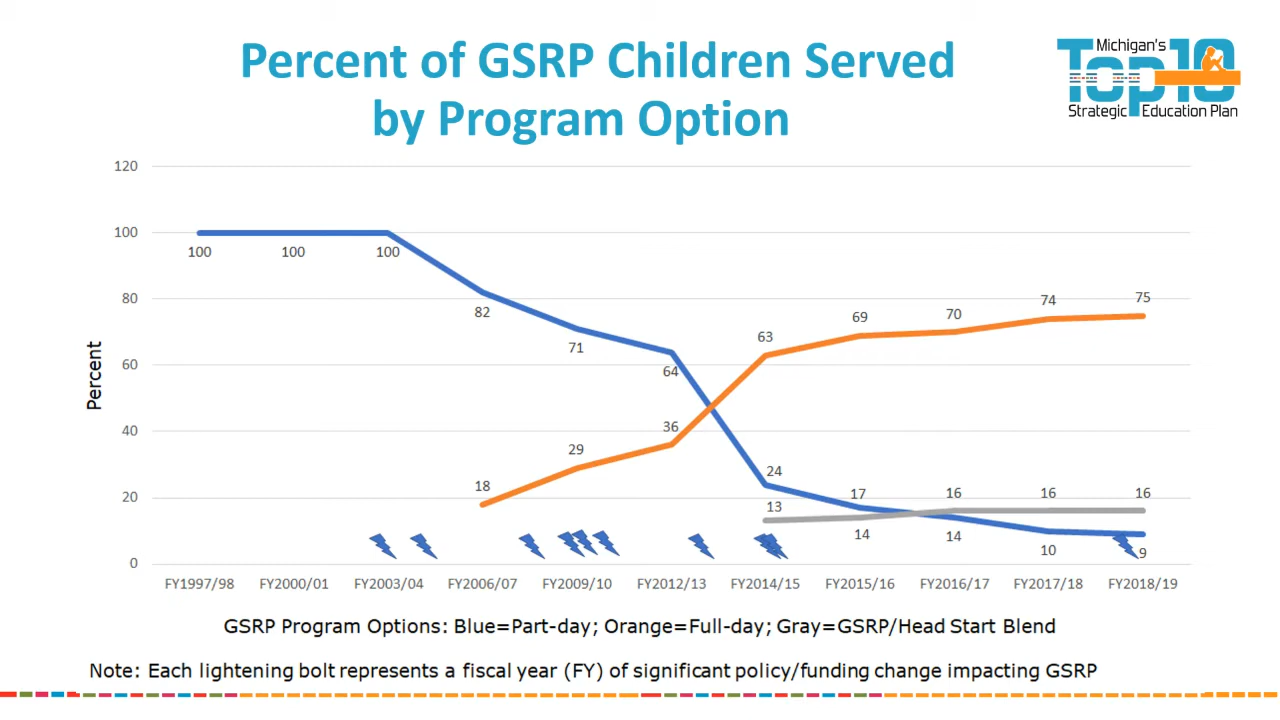 Percent of GSRP Children Served
by Program Option
Michigan's
Top10
Strategic Education Plan
120
100
80
60
40
20
0
Percent
100 100 100
82
71
64
24
17
14
10
9
18
29
36
63
69
70
74
75
13
14
16
16
16
FY1997/98 FY2000/01 FY2003/04 FY2006/07 FY2009/10 FY2012/13 FY2014/15 FY2015/16 FY2016/17 FY2017/18 FY2018/19
GSRP Program Options: Blue=Part-day; Orange=Full-day; Gray=GSRP/Head Start Blend
Note: Each lightening bolt represents a fiscal year (FY) of significant policy/funding change impacting GSRP